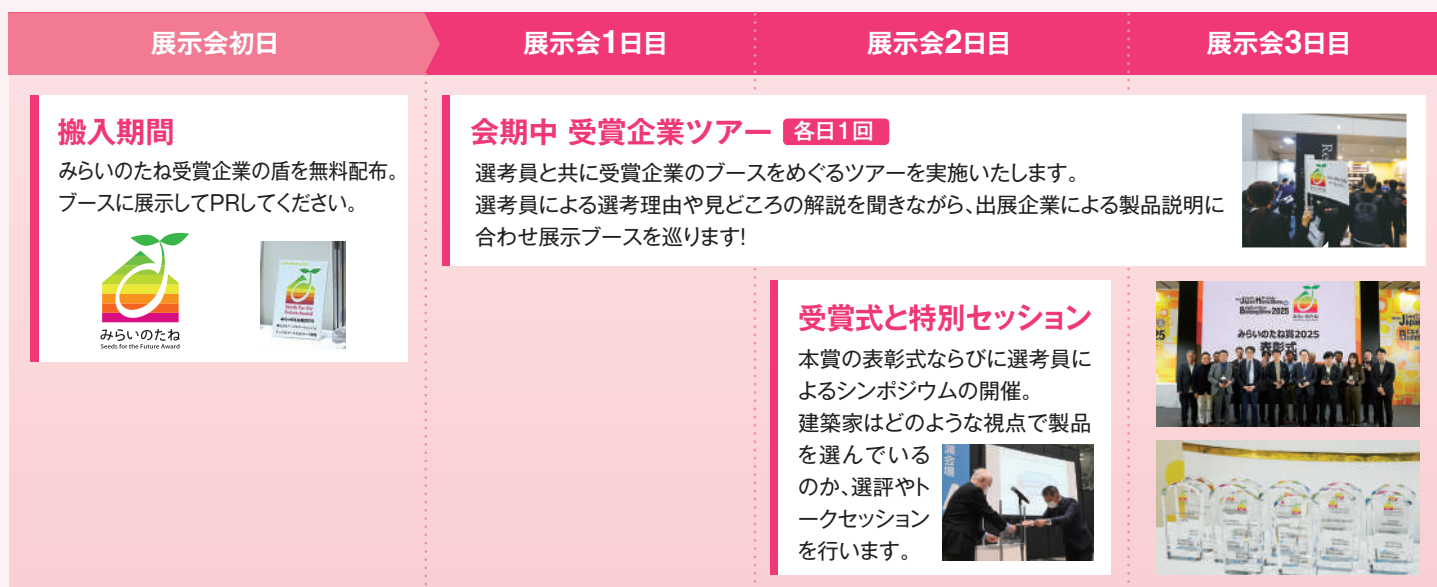 展示会初日
展示会1日目
展示会2日目
展示会3日目
搬入期間
みらいのたね受賞企業の盾を無料配布。
ブースに展示してPRしてください。
みらいのたね
Seeds for the Future Award
Seeds for the
Future Award
会期中 受賞企業ツアー 各日1回
選考員と共に受賞企業のブースをめぐるツアーを実施いたします。
選考員による選考理由や見どころの解説を聞きながら、出展企業による製品説明に
合わせ展示ブースを巡ります!
受賞式と特別セッション
本賞の表彰式ならびに選考員に
よるシンポジウムの開催。
建築家はどのような視点で製品
を選んでいる
のか、選評やト
ークセッション
を行います。
みらいのたね賞2025
表彰式